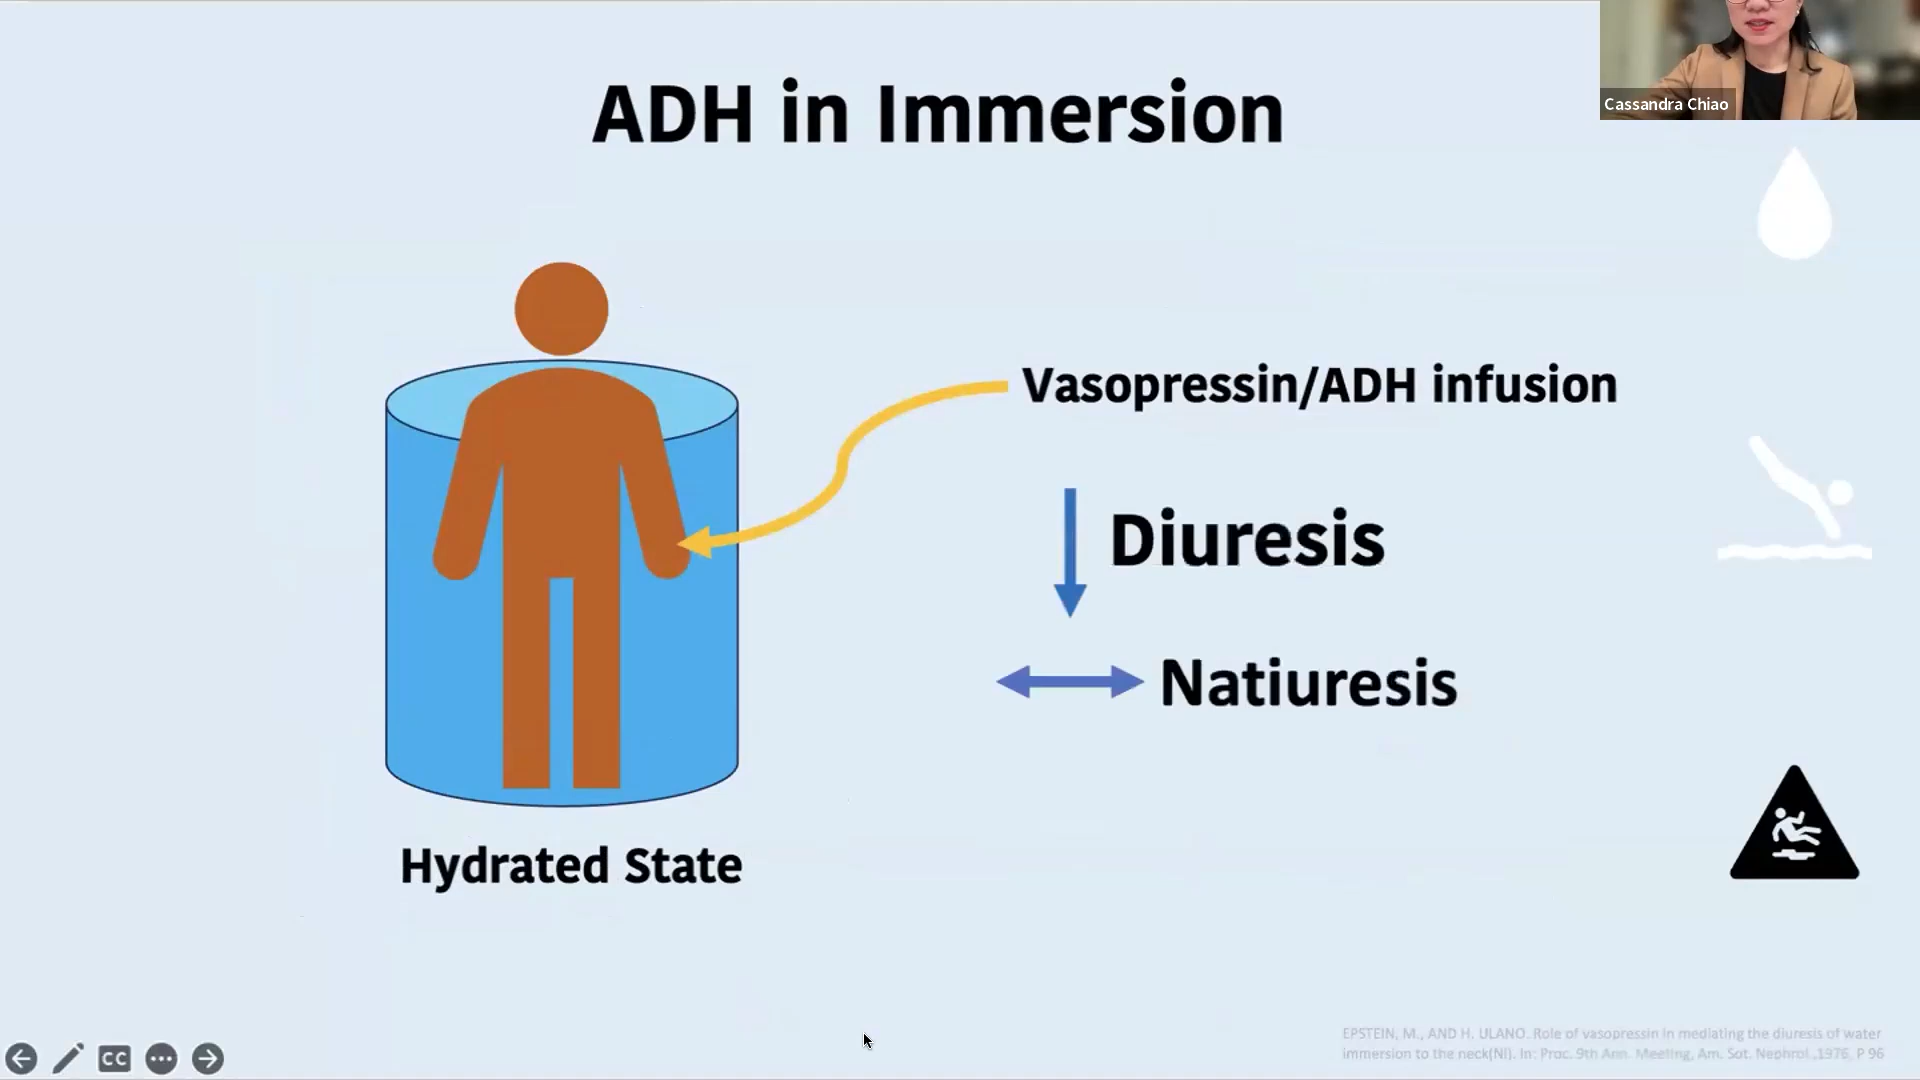 ADH in Immersion
Cassandra Chiao
Vasopressin/ADH infusion
Diuresis
Natiuresis
Hydrated State
CC
EPSTEIN, M., AND H. ULANO. Role of vasopressin in mediating the diuresis of water
immersion to the neck(NI). In: Proc. 9th Ann. Meeting, Am. Sot. Nephrol.,1976, P 96